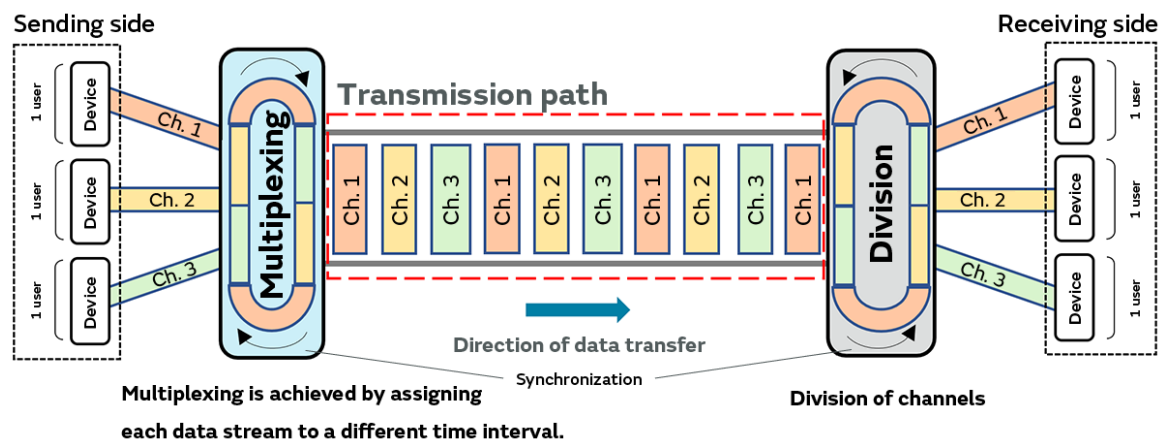 Sending side
Receiving side
1 user
Device
Ch. 1
1 user
Device
Ch. 2
1 user
Device
Ch. 3
Multiplexing
Transmission path
Ch. 1
Ch. 2
Ch. 3
Ch. 1
Ch. 2
Ch. 3
Ch. 1
Ch. 2
Ch. 3
Ch. 1
Division
Ch. 1
Device
1 user
Ch. 2
Device
1 user
Ch. 3
Device
1 user
Direction of data transfer
Synchronization
Multiplexing is achieved by assigning
each data stream to a different time interval.
Division of channels